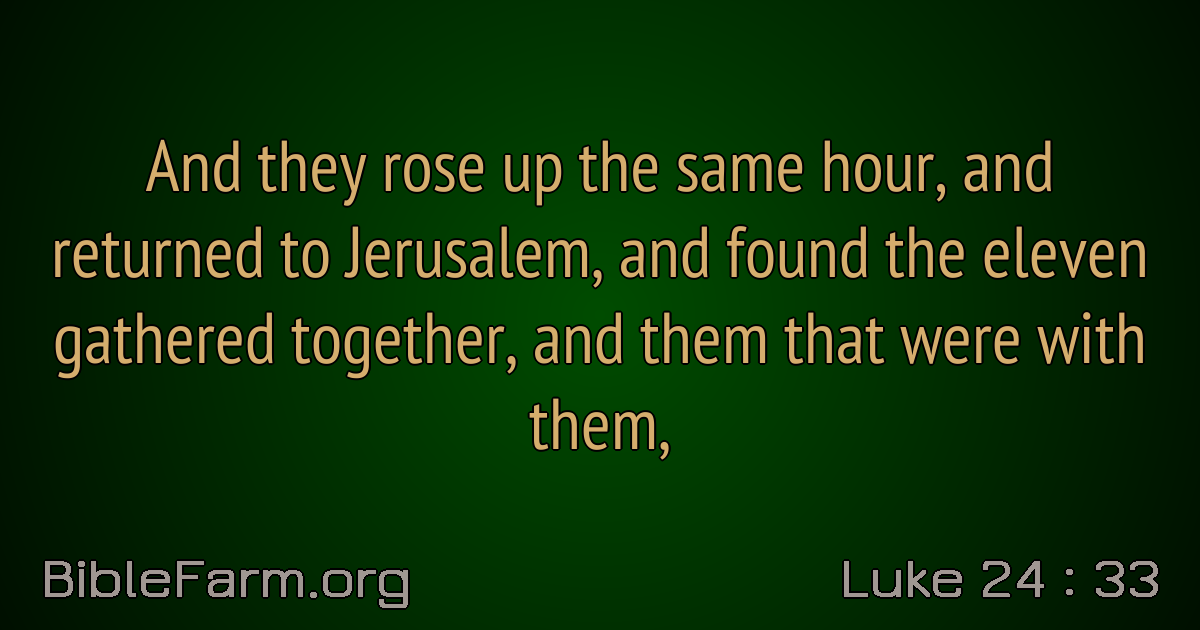 And they rose up the same hour, and
returned to Jerusalem, and found the eleven
gathered together, and them that were with
them,
BibleFarm.org
Luke 24 : 33